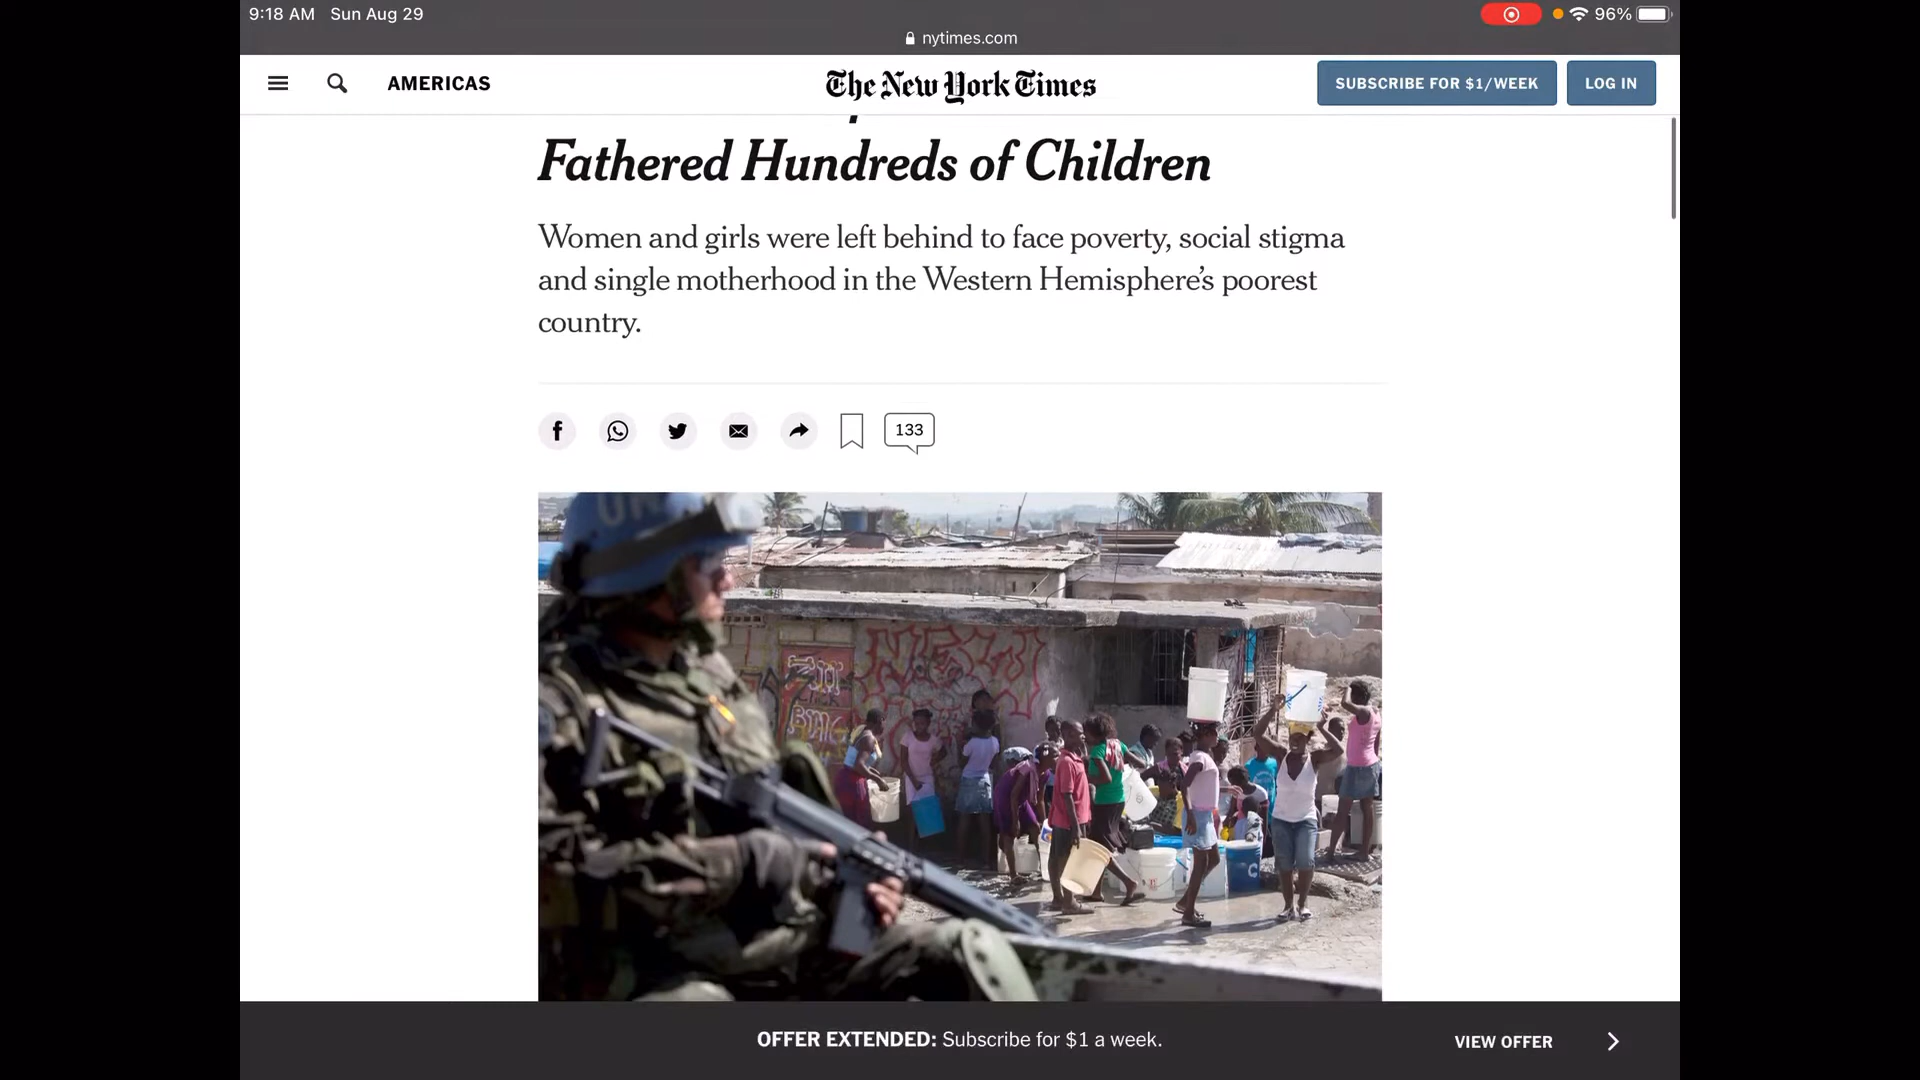 9:18 AM Sun Aug 29
96%
nytimes.com
AMERICAS
The New York Times
SUBSCRIBE FOR $1/WEEK
LOG IN
Fathered Hundreds of Children
Women and girls were left behind to face poverty, social stigma
and single motherhood in the Western Hemisphere's poorest
country.
133
UN
OFFER EXTENDED: Subscribe for $1 a week.
VIEW OFFER